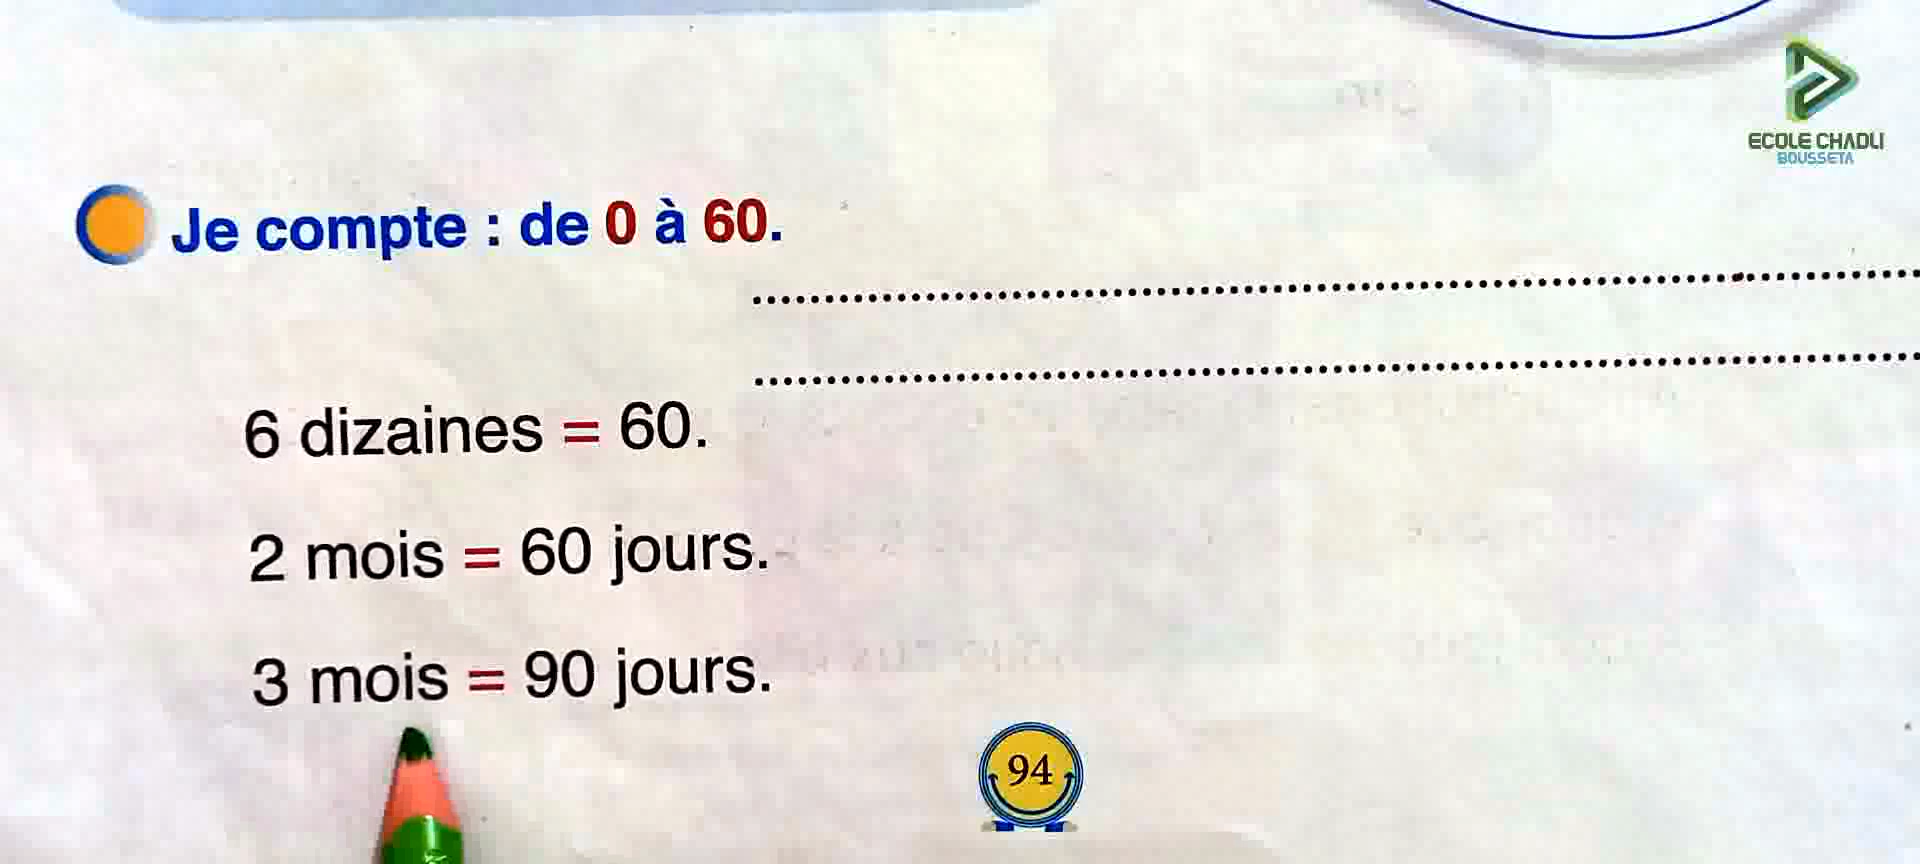 ECOLE CHADLI
BOUSSETA
Je compte : de 0 à 60.
6 dizaines = 60.
2 mois = 60 jours.
3 mois = 90 jours.
94